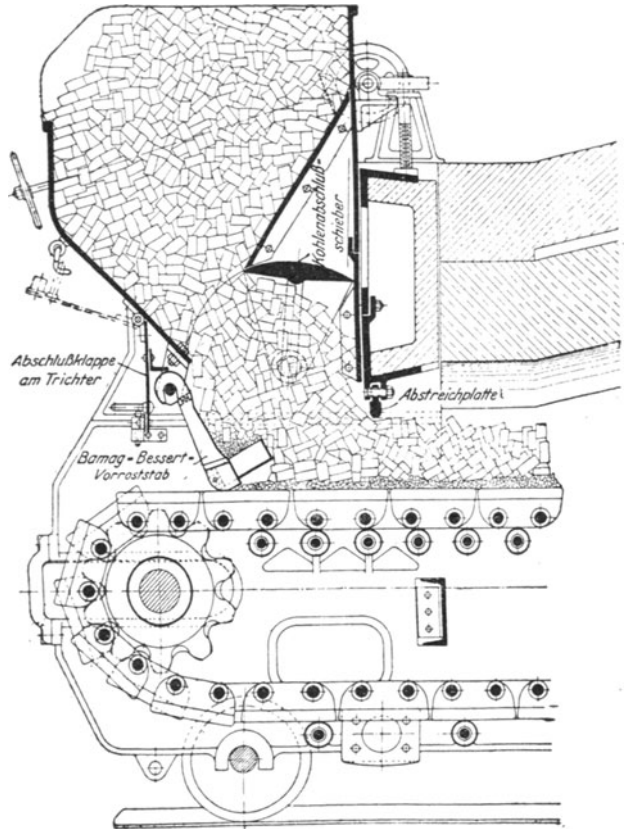 Kohlenabschluß-
schieber
Abschlußklappe
am Trichter
Abstreichplatte
Bamag-Bessert-
Vorroststab